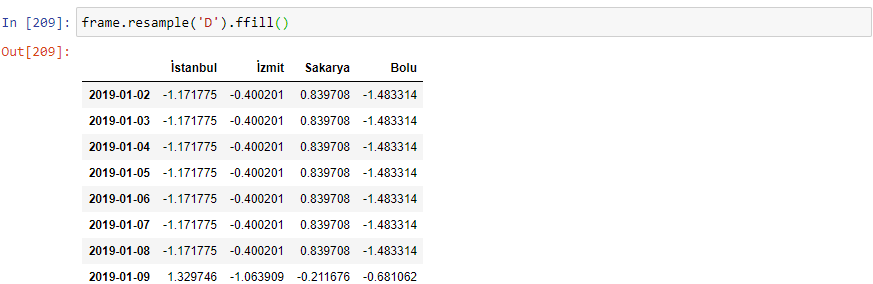 In [209]: frame.resample('D').ffill()
Out[209]:
İstanbul İzmit Sakarya Bolu
2019-01-02 -1.171775 -0.400201 0.839708 -1.483314
2019-01-03 -1.171775 -0.400201 0.839708 -1.483314
2019-01-04 -1.171775 -0.400201 0.839708 -1.483314
2019-01-05 -1.171775 -0.400201 0.839708 -1.483314
2019-01-06 -1.171775 -0.400201 0.839708 -1.483314
2019-01-07 -1.171775 -0.400201 0.839708 -1.483314
2019-01-08 -1.171775 -0.400201 0.839708 -1.483314
2019-01-09 1.329746 -1.063909 -0.211676 -0.681062